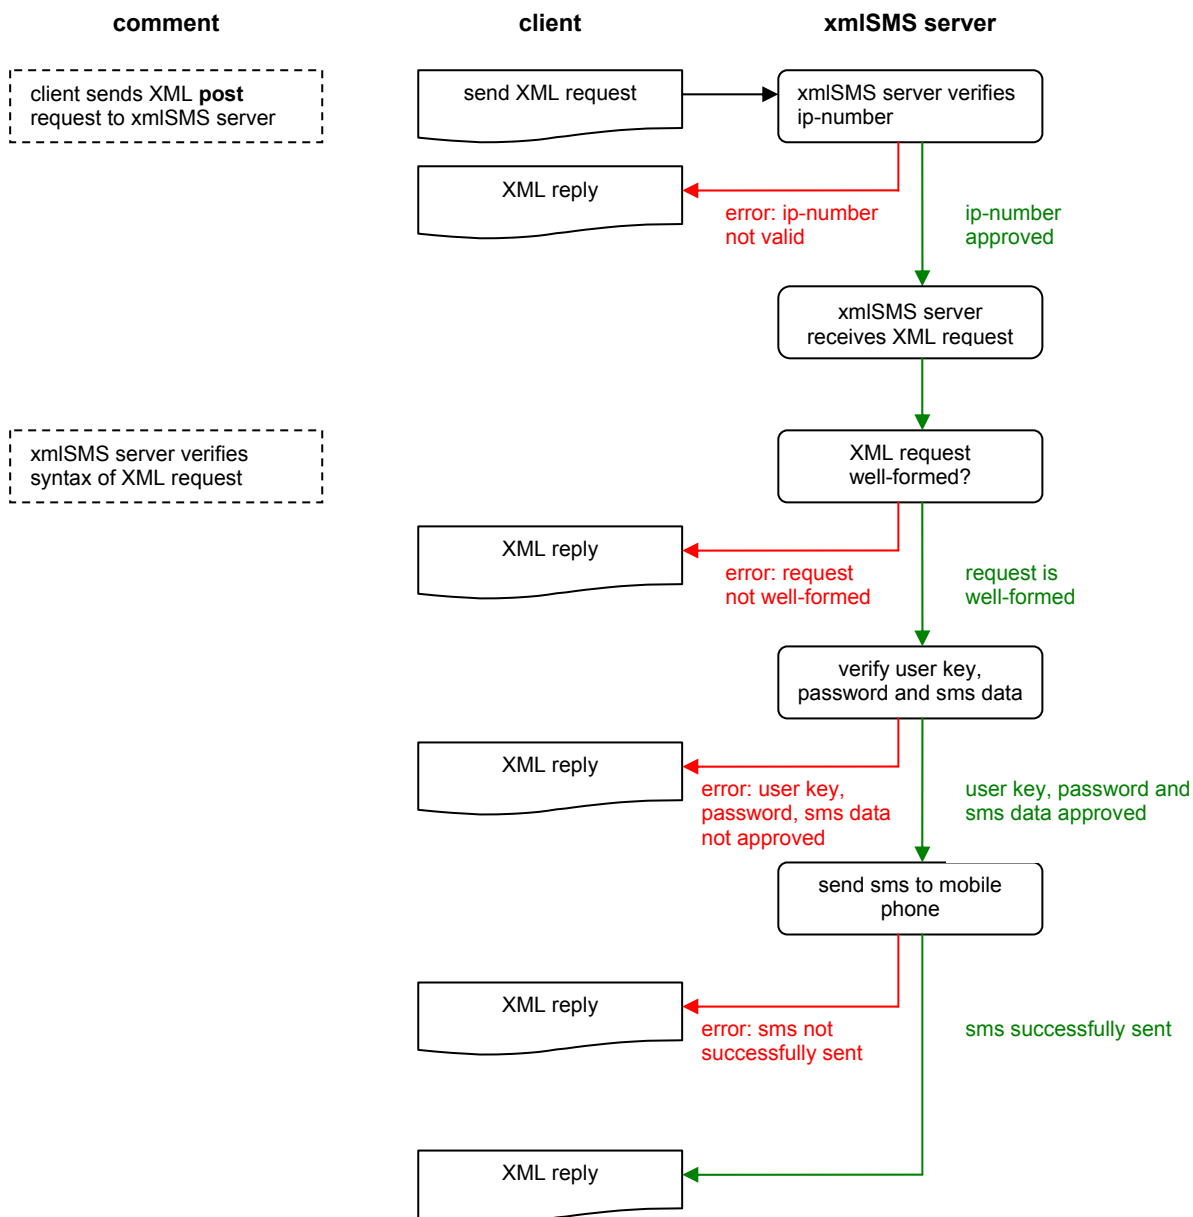 comment
client
xmlSMS server
client sends XML post
request to xmlSMS server
send XML request
xmlSMS server verifies
ip-number
XML reply
error: ip-number
not valid
ip-number
approved
xmlSMS server
receives XML request
xmlSMS server verifies
syntax of XML request
XML request
well-formed?
XML reply
error: request
not well-formed
request is
well-formed
verify user key,
password and sms data
XML reply
error: user key,
password, sms data
not approved
user key, password and
sms data approved
send sms to mobile
phone
XML reply
error: sms not
successfully sent
sms successfully sent
XML reply